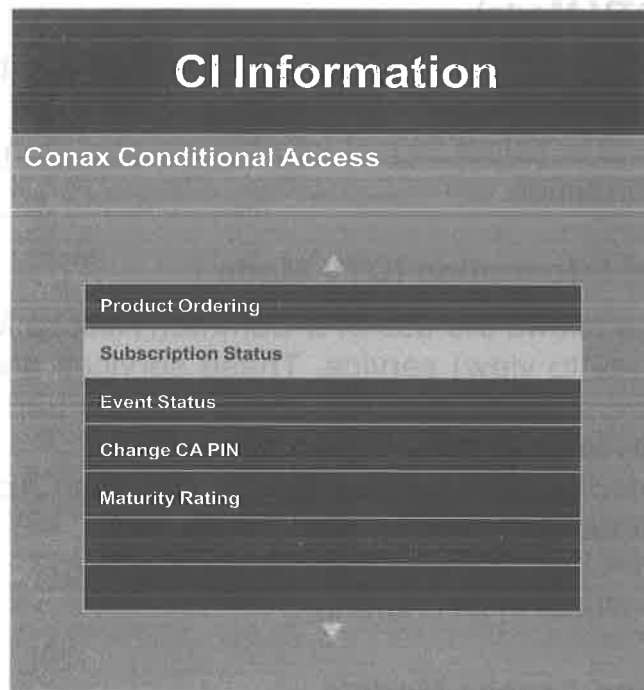 CI Information
Conax Conditional Access
Product Ordering
Subscription Status
Event Status
Change CA PIN
Maturity Rating